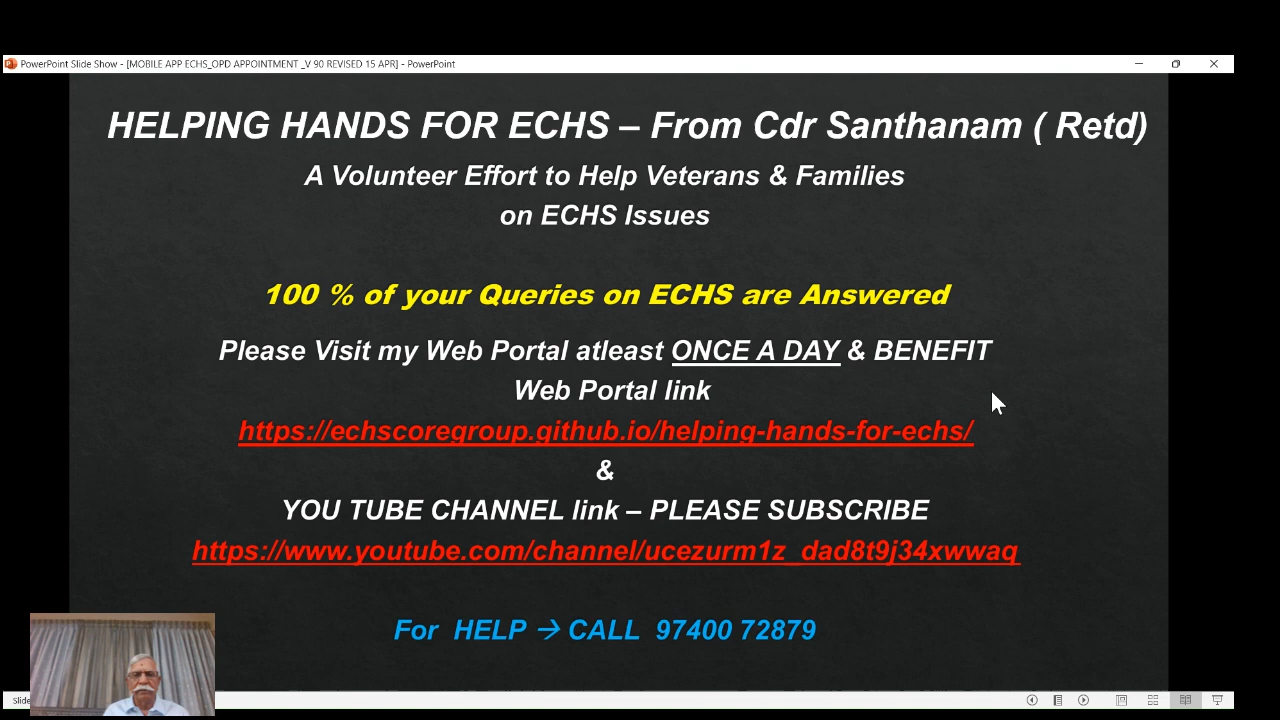 PowerPoint Slide Show - [MOBILE APP ECHS_OPD APPOINTMENT _V 90 REVISED 15 APR] - PowerPoint
HELPING HANDS FOR ECHS – From Cdr Santhanam ( Retd)
A Volunteer Effort to Help Veterans & Families
on ECHS Issues
100 % of your Queries on ECHS are Answered
Please Visit my Web Portal atleast ONCE A DAY & BENEFIT
Web Portal link
https://echscoregroup.github.io/helping-hands-for-echs/
&
YOU TUBE CHANNEL link – PLEASE SUBSCRIBE
https://www.youtube.com/channel/ucezurm1z_dad8t9j34xwwaq
For HELP → CALL 97400 72879